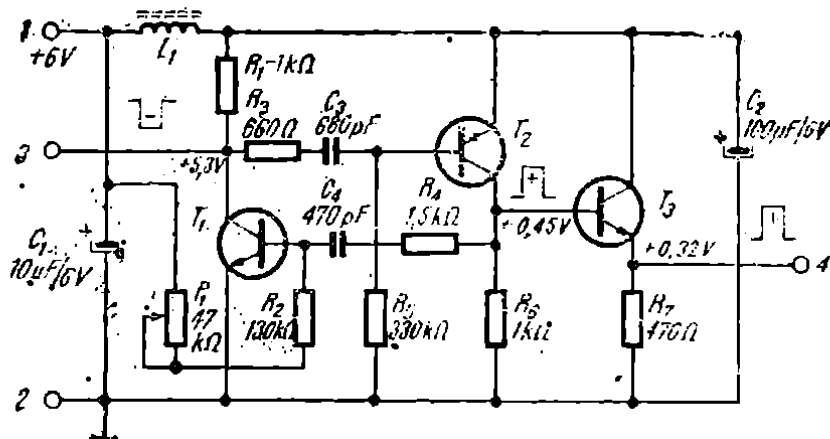 1
+6V
L1
R1-1kΩ
R3
660Ω
C3
680pF
3
+5,3V
T1
C4
470pF
R4
1,5kΩ
T2
+0,45V
T3
C2
100µF/6V
+0,32V
4
C1
10µF/6V
P1
47
kΩ
R2
130kΩ
R5
330kΩ
R6
1kΩ
R7
470Ω
2